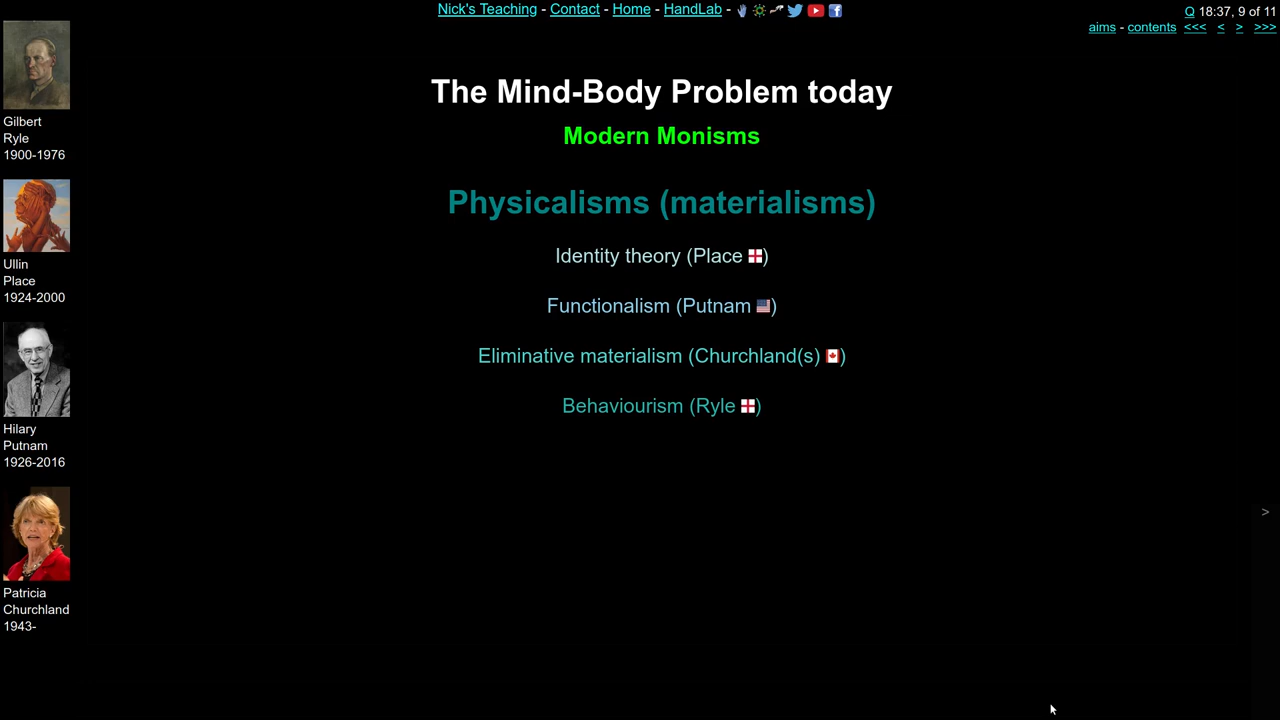 Nick's Teaching - Contact - Home - HandLab -
Q 18:37, 9 of 11
aims - contents <<< < > >>>
The Mind-Body Problem today
Modern Monisms
Physicalisms (materialisms)
Identity theory (Place )
Functionalism (Putnam )
Eliminative materialism (Churchland(s) )
Behaviourism (Ryle )
Gilbert
Ryle
1900-1976
Ullin
Place
1924-2000
Hilary
Putnam
1926-2016
Patricia
Churchland
1943-
>